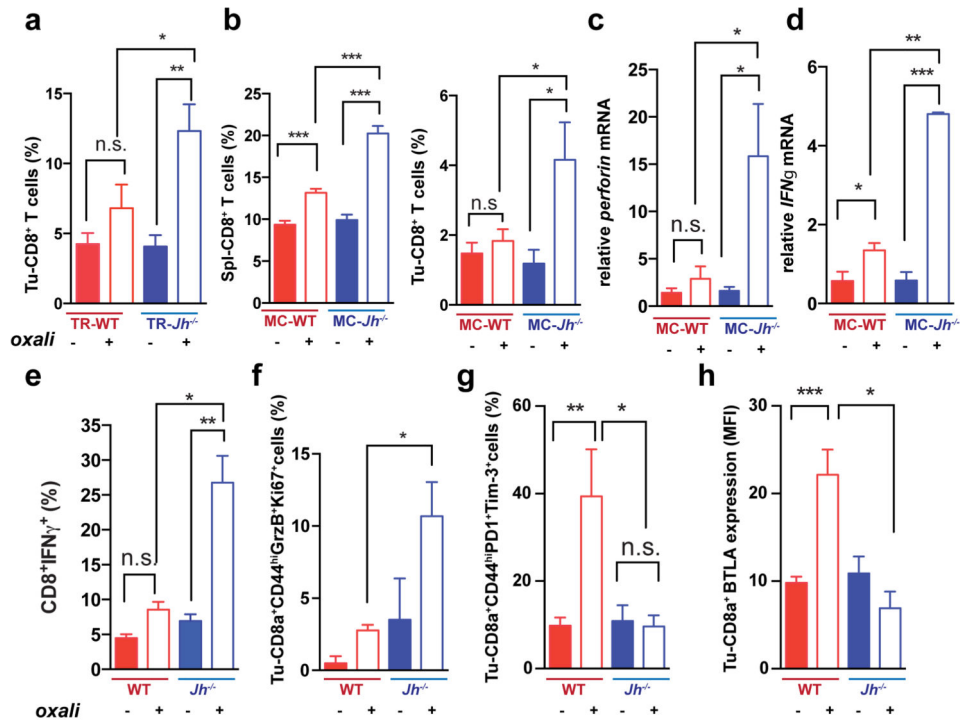 a
Tu-CD8⁺ T cells (%)
15
10
5
0
n.s.
**
*
TR-WT
TR-Jh⁻/⁻
oxali
-
+
-
+
b
Spl-CD8⁺ T cells (%)
25
20
15
10
5
0
***
***
***
MC-WT
MC-Jh⁻/⁻
-
+
-
+
Tu-CD8⁺ T cells (%)
6
4
2
0
n.s
*
*
MC-WT
MC-Jh⁻/⁻
-
+
-
+
c
relative perforin mRNA
20
15
10
5
0
n.s.
*
*
MC-WT
MC-Jh⁻/⁻
-
+
-
+
d
relative IFNg mRNA
6
4
2
0
*
***
**
MC-WT
MC-Jh⁻/⁻
-
+
-
+
e
CD8⁺IFNγ⁺ (%)
35
30
25
20
15
10
5
0
n.s.
**
*
WT
Jh⁻/⁻
oxali
-
+
-
+
f
Tu-CD8a⁺CD44ʰⁱGrzB⁺Ki67⁺cells (%)
15
10
5
0
*
WT
Jh⁻/⁻
-
+
-
+
g
Tu-CD8a⁺CD44ʰⁱPD1⁺Tim-3⁺cells (%)
60
40
20
0
**
*
n.s.
WT
Jh⁻/⁻
-
+
-
+
h
Tu-CD8a⁺ BTLA expression (MFI)
30
20
10
0
***
*
WT
Jh⁻/⁻
-
+
-
+